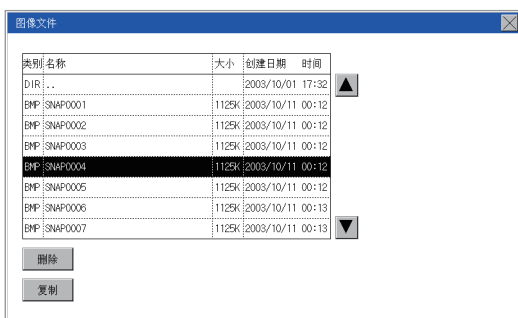 图像文件
类别 名称 大小 创建日期 时间
DIR .. 2003/10/01 17:32
BMP SNAP0001 1125K 2003/10/11 00:12
BMP SNAP0002 1125K 2003/10/11 00:12
BMP SNAP0003 1125K 2003/10/11 00:12
BMP SNAP0004 1125K 2003/10/11 00:12
BMP SNAP0005 1125K 2003/10/11 00:12
BMP SNAP0006 1125K 2003/10/11 00:13
BMP SNAP0007 1125K 2003/10/11 00:13
删除
复制